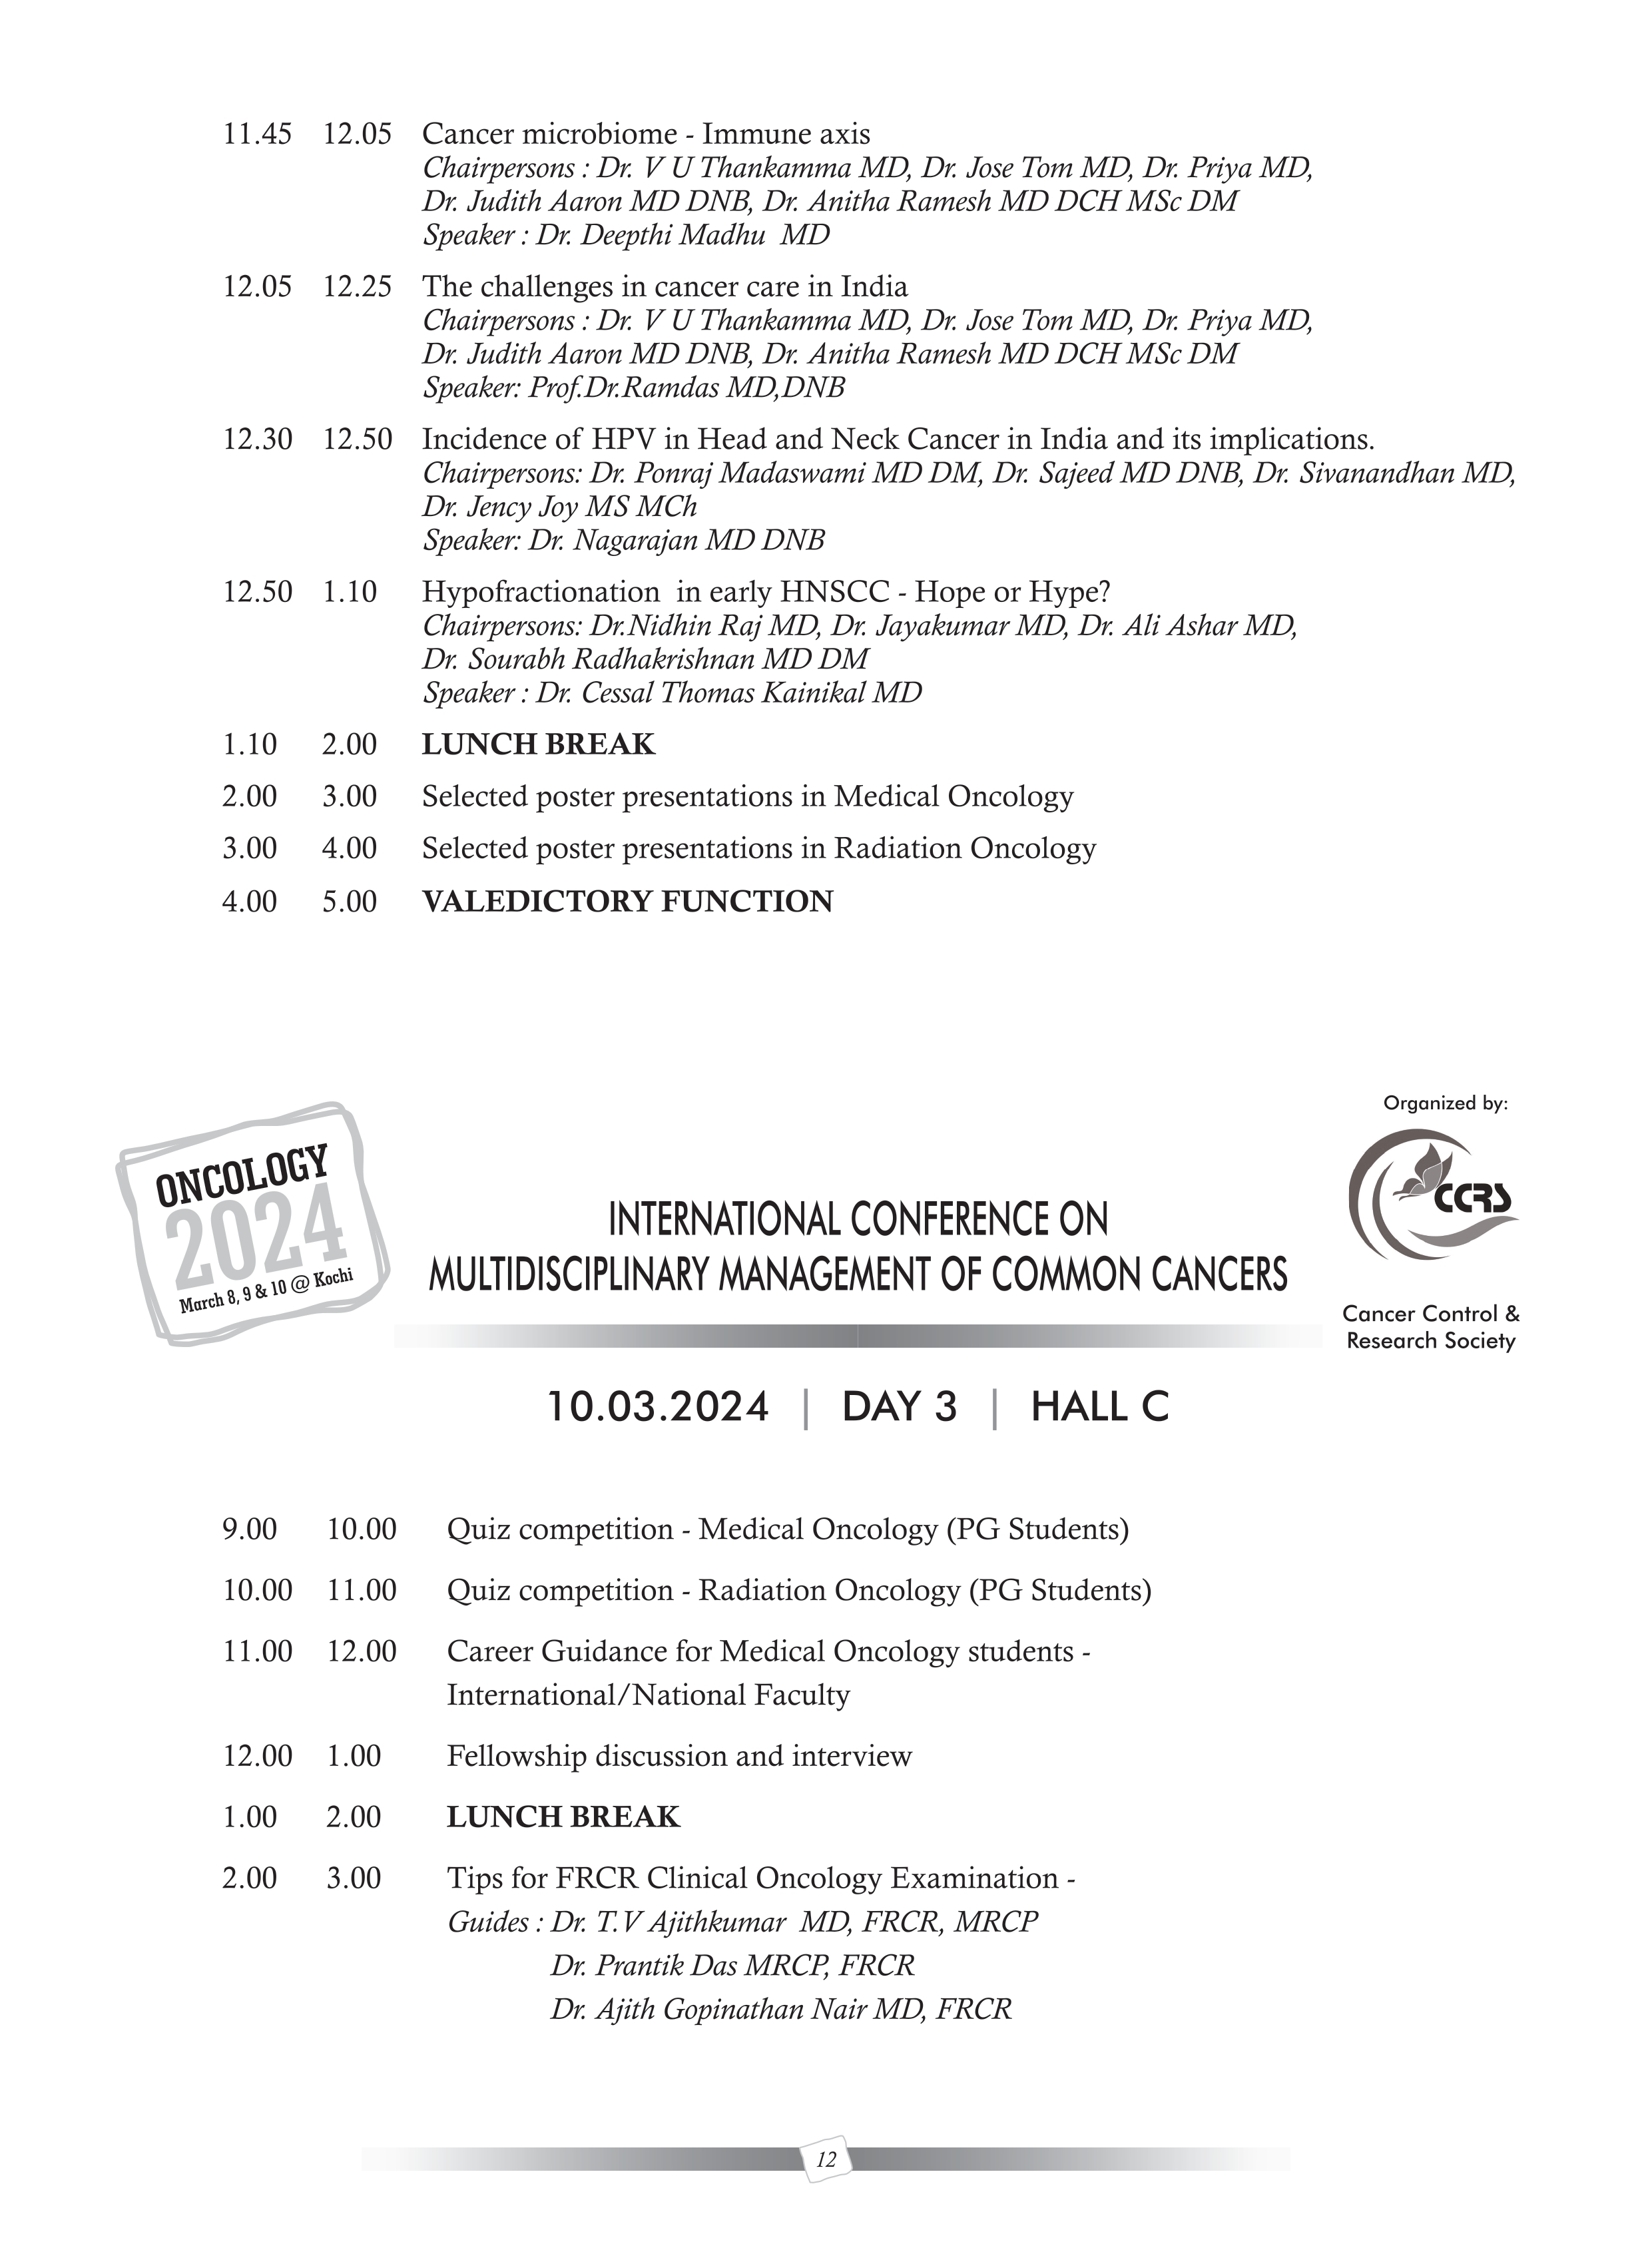 11.45 12.05 Cancer microbiome - Immune axis
Chairpersons : Dr. V U Thankamma MD, Dr. Jose Tom MD, Dr. Priya MD,
Dr. Judith Aaron MD DNB, Dr. Anitha Ramesh MD DCH MSc DM
Speaker : Dr. Deepthi Madhu MD
12.05 12.25 The challenges in cancer care in India
Chairpersons : Dr. V U Thankamma MD, Dr. Jose Tom MD, Dr. Priya MD,
Dr. Judith Aaron MD DNB, Dr. Anitha Ramesh MD DCH MSc DM
Speaker: Prof.Dr.Ramdas MD,DNB
12.30 12.50 Incidence of HPV in Head and Neck Cancer in India and its implications.
Chairpersons: Dr. Ponraj Madaswami MD DM, Dr. Sajeed MD DNB, Dr. Sivanandhan MD,
Dr. Jency Joy MS MCh
Speaker: Dr. Nagarajan MD DNB
12.50 1.10 Hypofractionation in early HNSCC - Hope or Hype?
Chairpersons: Dr.Nidhin Raj MD, Dr. Jayakumar MD, Dr. Ali Ashar MD,
Dr. Sourabh Radhakrishnan MD DM
Speaker : Dr. Cessal Thomas Kainikal MD
1.10 2.00 LUNCH BREAK
2.00 3.00 Selected poster presentations in Medical Oncology
3.00 4.00 Selected poster presentations in Radiation Oncology
4.00 5.00 VALEDICTORY FUNCTION
ONCOLOGY
2024
March 8, 9 & 10 @ Kochi
INTERNATIONAL CONFERENCE ON
MULTIDISCIPLINARY MANAGEMENT OF COMMON CANCERS
Organized by:
CCRS
Cancer Control &
Research Society
10.03.2024 | DAY 3 | HALL C
9.00 10.00 Quiz competition - Medical Oncology (PG Students)
10.00 11.00 Quiz competition - Radiation Oncology (PG Students)
11.00 12.00 Career Guidance for Medical Oncology students -
International/National Faculty
12.00 1.00 Fellowship discussion and interview
1.00 2.00 LUNCH BREAK
2.00 3.00 Tips for FRCR Clinical Oncology Examination -
Guides : Dr. T.V Ajithkumar MD, FRCR, MRCP
Dr. Prantik Das MRCP, FRCR
Dr. Ajith Gopinathan Nair MD, FRCR
12